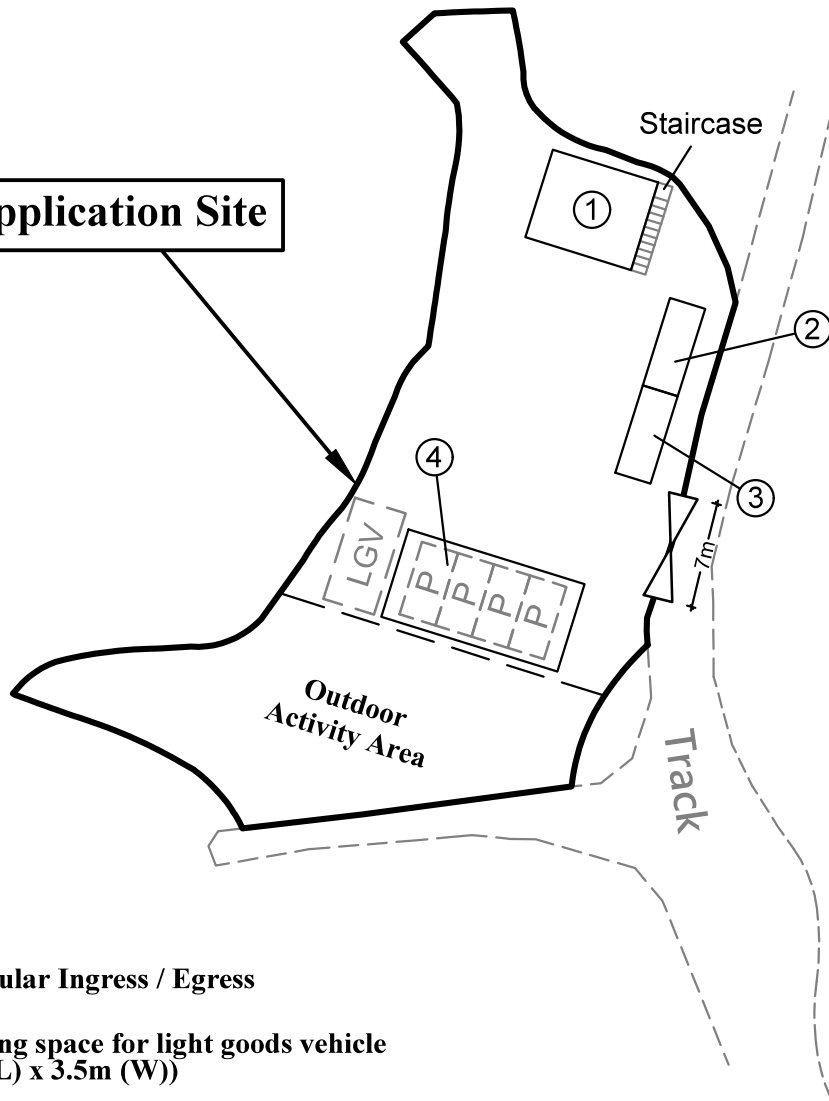 Staircase
1
pplication Site
2
4
3
7m
LGV
P P P P
Outdoor
Activity Area
Track
ular Ingress / Egress
ng space for light goods vehicle
L) x 3.5m (W))